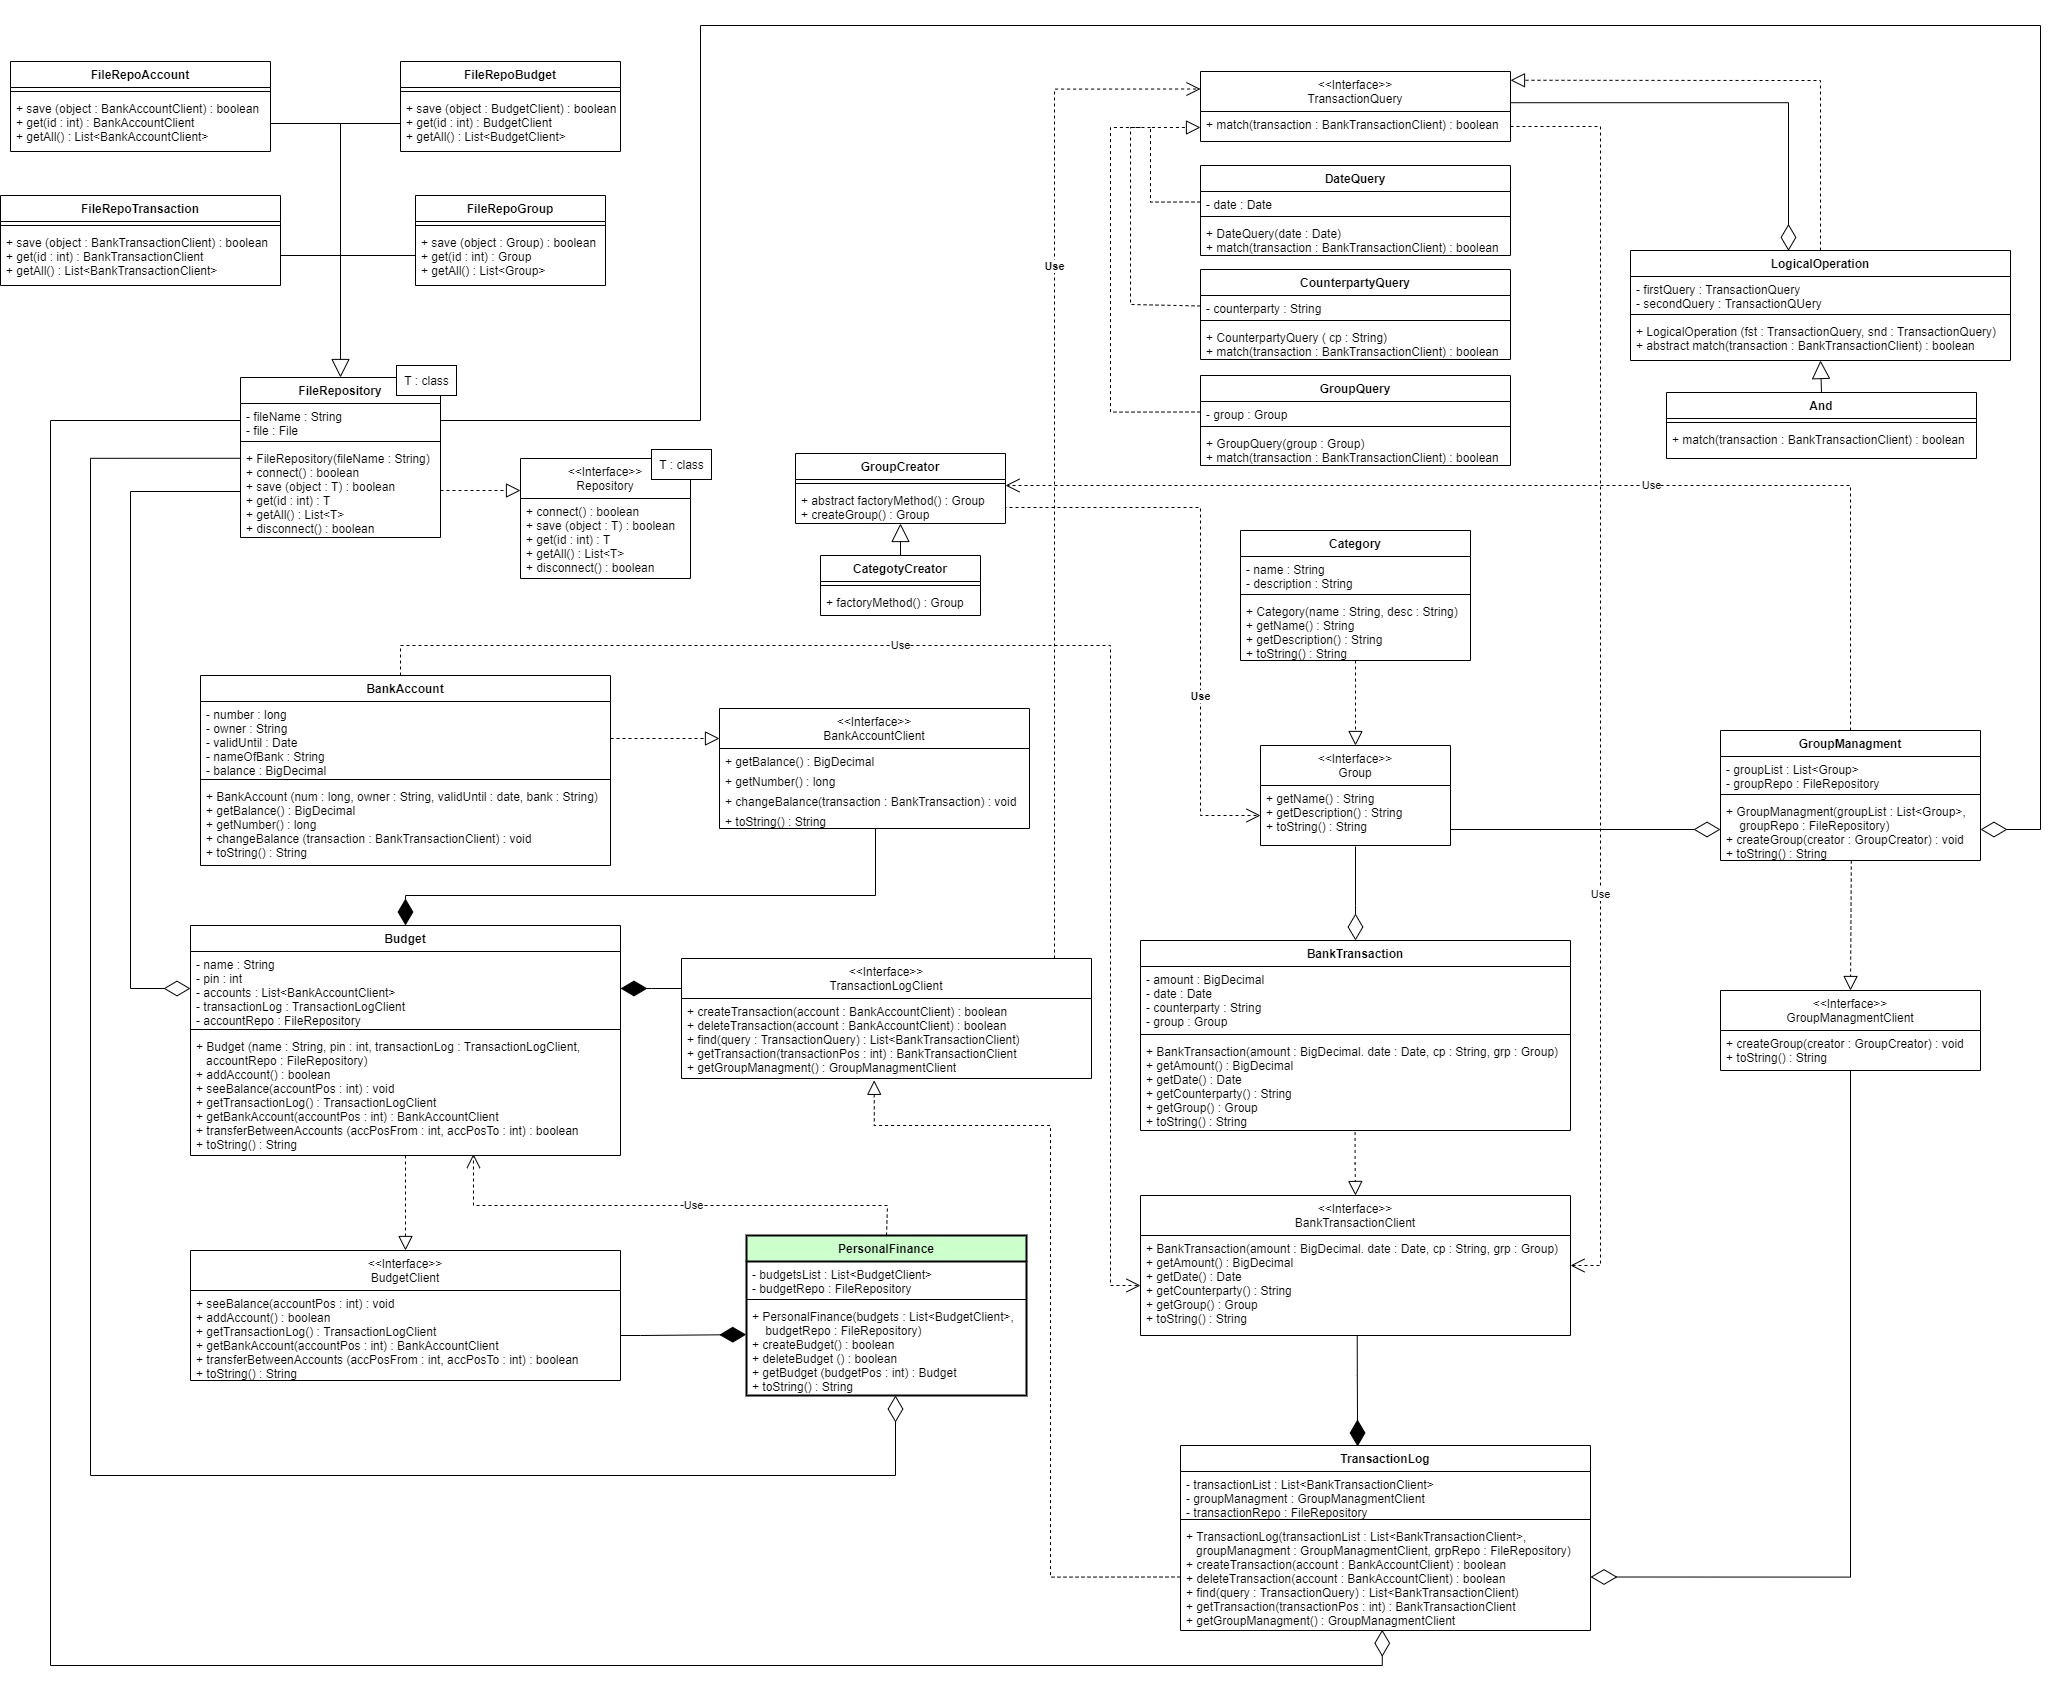 FileRepoAccount
+ save (object : BankAccountClient) : boolean
+ get(id : int) : BankAccountClient
+ getAll() : List<BankAccountClient>
FileRepoBudget
+ save (object : BudgetClient) : boolean
+ get(id : int) : BudgetClient
+ getAll() : List<BudgetClient>
FileRepoTransaction
+ save (object : BankTransactionClient) : boolean
+ get(id : int) : BankTransactionClient
+ getAll() : List<BankTransactionClient>
FileRepoGroup
+ save (object : Group) : boolean
+ get(id : int) : Group
+ getAll() : List<Group>
T : class
FileRepository
- fileName : String
- file : File
+ FileRepository(fileName : String)
+ connect() : boolean
+ save (object : T) : boolean
+ get(id : int) : T
+ getAll() : List<T>
+ disconnect() : boolean
T : class
<<Interface>>
Repository
+ connect() : boolean
+ save (object : T) : boolean
+ get(id : int) : T
+ getAll() : List<T>
+ disconnect() : boolean
<<Interface>>
TransactionQuery
+ match(transaction : BankTransactionClient) : boolean
DateQuery
- date : Date
+ DateQuery(date : Date)
+ match(transaction : BankTransactionClient) : boolean
Use
CounterpartyQuery
- counterparty : String
+ CounterpartyQuery ( cp : String)
+ match(transaction : BankTransactionClient) : boolean
GroupQuery
- group : Group
+ GroupQuery(group : Group)
+ match(transaction : BankTransactionClient) : boolean
LogicalOperation
- firstQuery : TransactionQuery
- secondQuery : TransactionQUery
+ LogicalOperation (fst : TransactionQuery, snd : TransactionQuery)
+ abstract match(transaction : BankTransactionClient) : boolean
And
+ match(transaction : BankTransactionClient) : boolean
GroupCreator
+ abstract factoryMethod() : Group
+ createGroup() : Group
Use
CategotyCreator
+ factoryMethod() : Group
Category
- name : String
- description : String
+ Category(name : String, desc : String)
+ getName() : String
+ getDescription() : String
+ toString() : String
Use
BankAccount
- number : long
- owner : String
- validUntil : Date
- nameOfBank : String
- balance : BigDecimal
+ BankAccount (num : long, owner : String, validUntil : date, bank : String)
+ getBalance() : BigDecimal
+ getNumber() : long
+ changeBalance (transaction : BankTransactionClient) : void
+ toString() : String
<<Interface>>
BankAccountClient
+ getBalance() : BigDecimal
+ getNumber() : long
+ changeBalance(transaction : BankTransaction) : void
+ toString() : String
Use
<<Interface>>
Group
+ getName() : String
+ getDescription() : String
+ toString() : String
GroupManagment
- groupList : List<Group>
- groupRepo : FileRepository
+ GroupManagment(groupList : List<Group>,
groupRepo : FileRepository)
+ createGroup(creator : GroupCreator) : void
+ toString() : String
Use
Budget
- name : String
- pin : int
- accounts : List<BankAccountClient>
- transactionLog : TransactionLogClient
- accountRepo : FileRepository
+ Budget (name : String, pin : int, transactionLog : TransactionLogClient,
accountRepo : FileRepository)
+ addAccount() : boolean
+ seeBalance(accountPos : int) : void
+ getTransactionLog() : TransactionLogClient
+ getBankAccount(accountPos : int) : BankAccountClient
+ transferBetweenAccounts (accPosFrom : int, accPosTo : int) : boolean
+ toString() : String
<<Interface>>
TransactionLogClient
+ createTransaction(account : BankAccountClient) : boolean
+ deleteTransaction(account : BankAccountClient) : boolean
+ find(query : TransactionQuery) : List<BankTransactionClient)
+ getTransaction(transactionPos : int) : BankTransactionClient
+ getGroupManagment() : GroupManagmentClient
BankTransaction
- amount : BigDecimal
- date : Date
- counterparty : String
- group : Group
+ BankTransaction(amount : BigDecimal. date : Date, cp : String, grp : Group)
+ getAmount() : BigDecimal
+ getDate() : Date
+ getCounterparty() : String
+ getGroup() : Group
+ toString() : String
<<Interface>>
GroupManagmentClient
+ createGroup(creator : GroupCreator) : void
+ toString() : String
Use
<<Interface>>
BudgetClient
+ seeBalance(accountPos : int) : void
+ addAccount() : boolean
+ getTransactionLog() : TransactionLogClient
+ getBankAccount(accountPos : int) : BankAccountClient
+ transferBetweenAccounts (accPosFrom : int, accPosTo : int) : boolean
+ toString() : String
PersonalFinance
- budgetsList : List<BudgetClient>
- budgetRepo : FileRepository
+ PersonalFinance(budgets : List<BudgetClient>,
budgetRepo : FileRepository)
+ createBudget() : boolean
+ deleteBudget () : boolean
+ getBudget (budgetPos : int) : Budget
+ toString() : String
<<Interface>>
BankTransactionClient
+ BankTransaction(amount : BigDecimal. date : Date, cp : String, grp : Group)
+ getAmount() : BigDecimal
+ getDate() : Date
+ getCounterparty() : String
+ getGroup() : Group
+ toString() : String
TransactionLog
- transactionList : List<BankTransactionClient>
- groupManagment : GroupManagmentClient
- transactionRepo : FileRepository
+ TransactionLog(transactionList : List<BankTransactionClient>,
groupManagment : GroupManagmentClient, grpRepo : FileRepository)
+ createTransaction(account : BankAccountClient) : boolean
+ deleteTransaction(account : BankAccountClient) : boolean
+ find(query : TransactionQuery) : List<BankTransactionClient)
+ getTransaction(transactionPos : int) : BankTransactionClient
+ getGroupManagment() : GroupManagmentClient